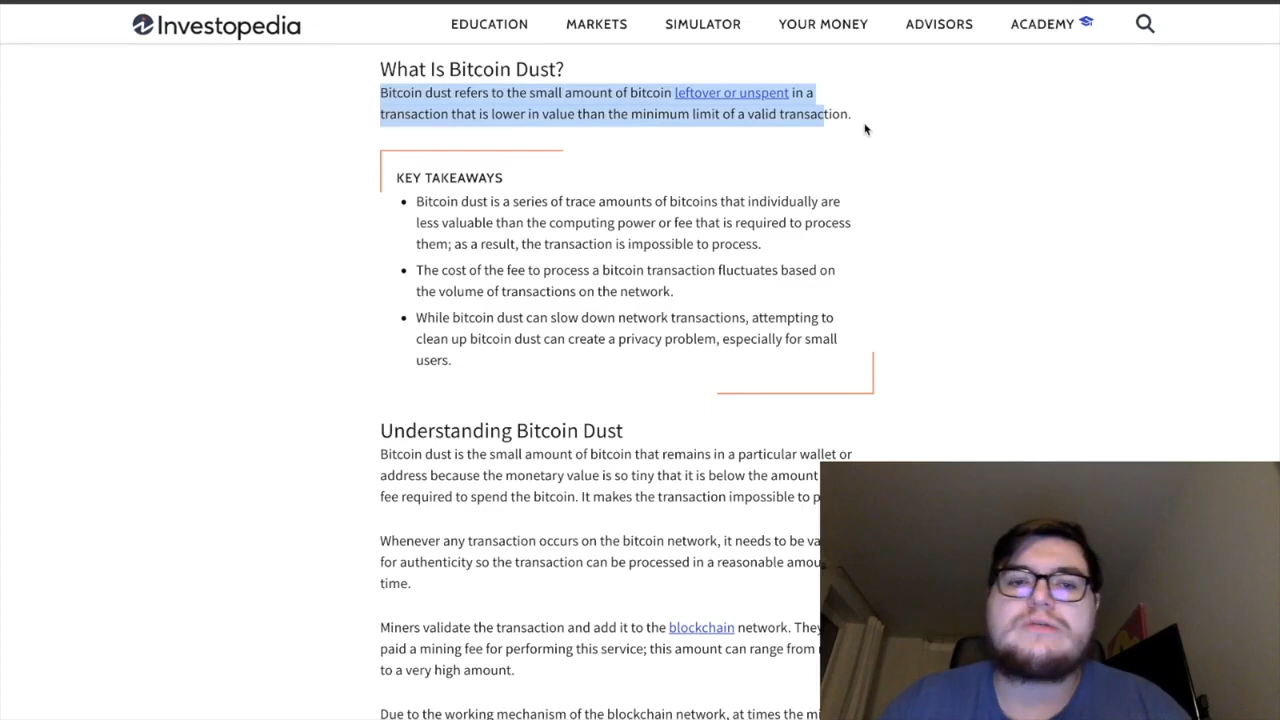 Investopedia
EDUCATION MARKETS SIMULATOR YOUR MONEY ADVISORS ACADEMY
What Is Bitcoin Dust?
Bitcoin dust refers to the small amount of bitcoin leftover or unspent in a
transaction that is lower in value than the minimum limit of a valid transaction.
KEY TAKEAWAYS
• Bitcoin dust is a series of trace amounts of bitcoins that individually are
less valuable than the computing power or fee that is required to process
them; as a result, the transaction is impossible to process.
• The cost of the fee to process a bitcoin transaction fluctuates based on
the volume of transactions on the network.
• While bitcoin dust can slow down network transactions, attempting to
clean up bitcoin dust can create a privacy problem, especially for small
users.
Understanding Bitcoin Dust
Bitcoin dust is the small amount of bitcoin that remains in a particular wallet or
address because the monetary value is so tiny that it is below the amount
fee required to spend the bitcoin. It makes the transaction impossible to
Whenever any transaction occurs on the bitcoin network, it needs to be
for authenticity so the transaction can be processed in a reasonable
time.
Miners validate the transaction and add it to the blockchain network. They
paid a mining fee for performing this service; this amount can range from
to a very high amount.
Due to the working mechanism of the blockchain network, at times the